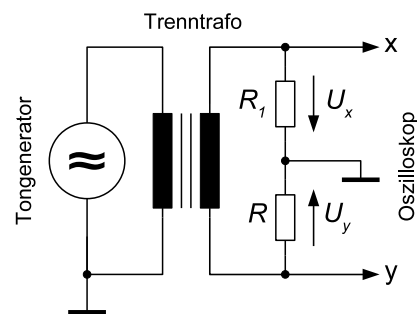 Trenntrafo
Tongenerator
≈
x
R1
Ux
R
Uy
y
Oszilloskop